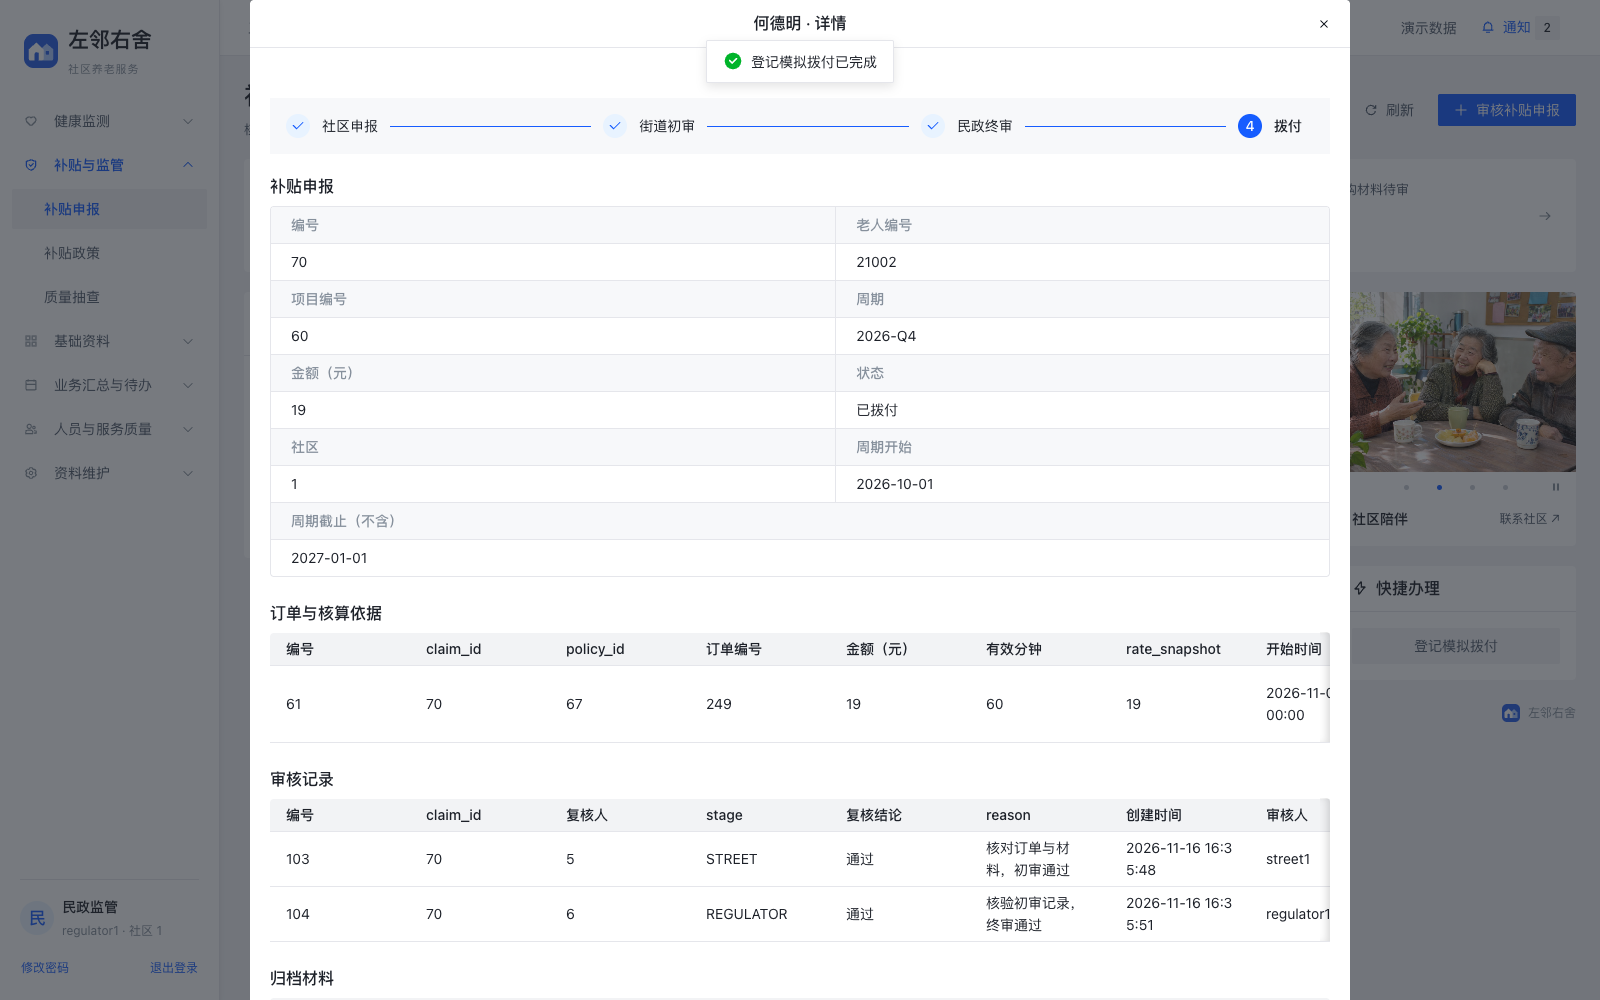 左邻右舍
社区养老服务
健康监测
补贴与监管
补贴申报
补贴政策
质量抽查
基础资料
业务汇总与待办
人员与服务质量
资料维护
民
民政监管
regulator1 · 社区 1
修改密码
退出登录
何德明 · 详情
登记模拟拨付已完成
社区申报
街道初审
民政终审
4 拨付
补贴申报
编号 老人编号
70 21002
项目编号 周期
60 2026-Q4
金额（元） 状态
19 已拨付
社区 周期开始
1 2026-10-01
周期截止（不含）
2027-01-01
订单与核算依据
编号 claim_id policy_id 订单编号 金额（元） 有效分钟 rate_snapshot 开始时间
61 70 67 249 19 60 19 2026-11-0
00:00
审核记录
编号 claim_id 复核人 stage 复核结论 reason 创建时间 审核人
103 70 5 STREET 通过 核对订单与材料，初审通过 2026-11-16 16:35:48 street1
104 70 6 REGULATOR 通过 核验初审记录，终审通过 2026-11-16 16:35:51 regulator1
归档材料
演示数据
通知 2
刷新
审核补贴申报
材料待审
社区陪伴
联系社区
快捷办理
登记模拟拨付
左邻右舍